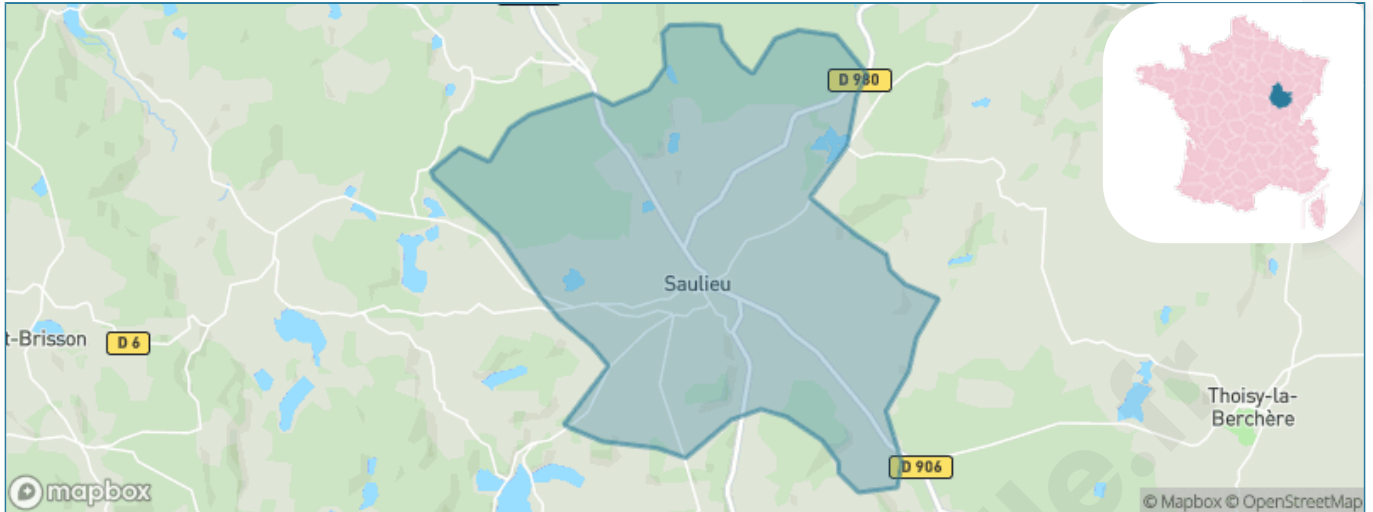 D 980
Saulieu
t-Brisson
D 6
Thoisy-la-
Berchère
D 906
mapbox
© Mapbox © OpenStreetMap